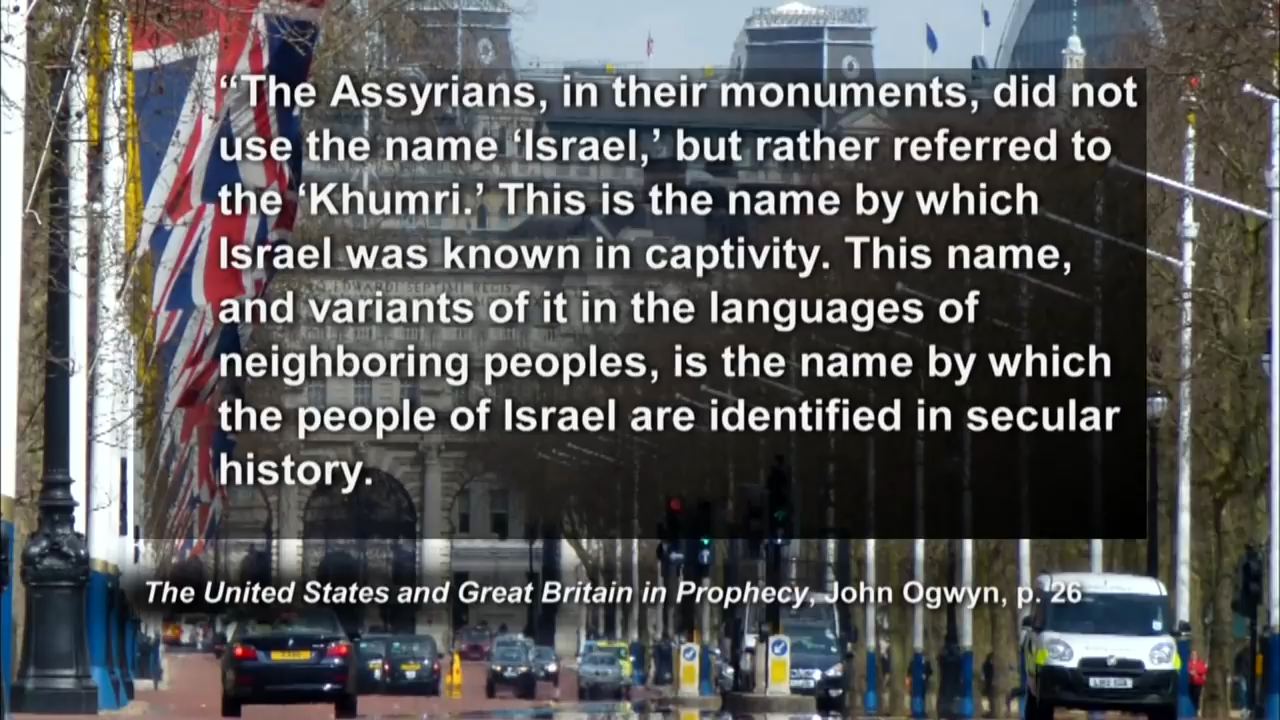 “The Assyrians, in their monuments, did not
use the name ‘Israel,’ but rather referred to
the ‘Khumri.’ This is the name by which
Israel was known in captivity. This name,
and variants of it in the languages of
neighboring peoples, is the name by which
the people of Israel are identified in secular
history.
The United States and Great Britain in Prophecy, John Ogwyn, p. 26